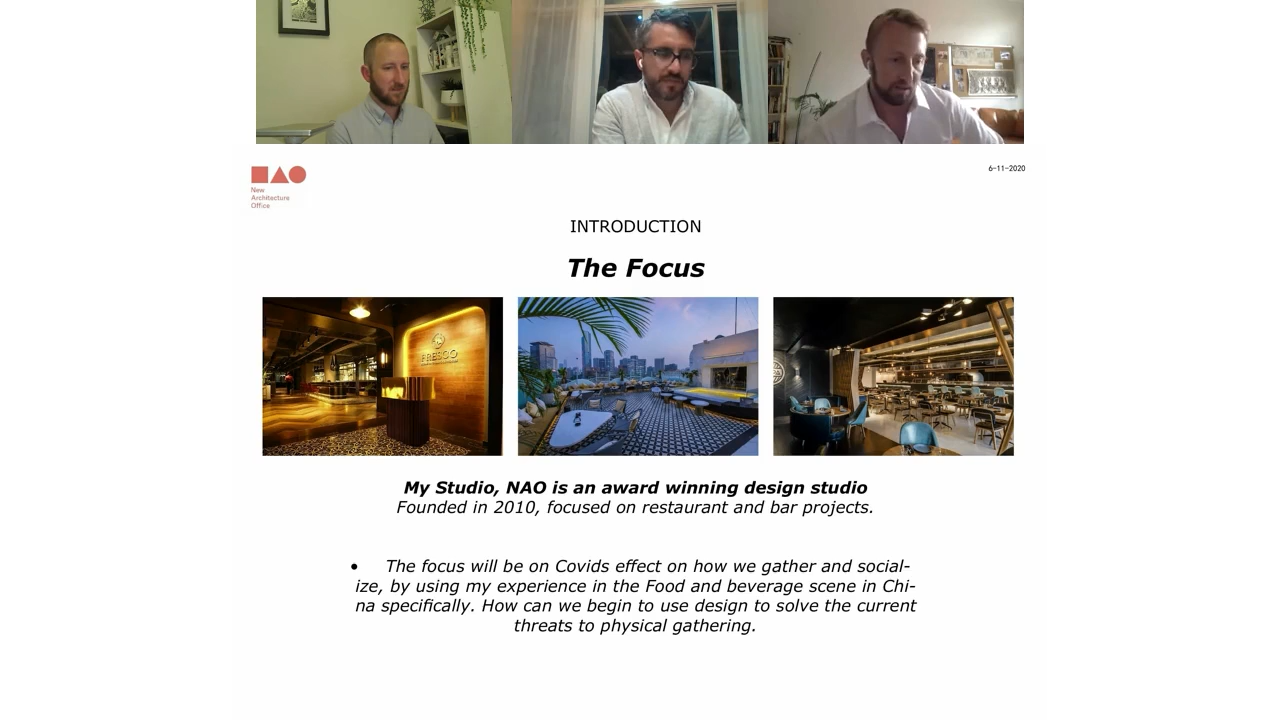 6-11-2020
New
Architecture
Office
INTRODUCTION
The Focus
FRESCO
My Studio, NAO is an award winning design studio
Founded in 2010, focused on restaurant and bar projects.
• The focus will be on Covids effect on how we gather and social-
ize, by using my experience in the Food and beverage scene in Chi-
na specifically. How can we begin to use design to solve the current
threats to physical gathering.